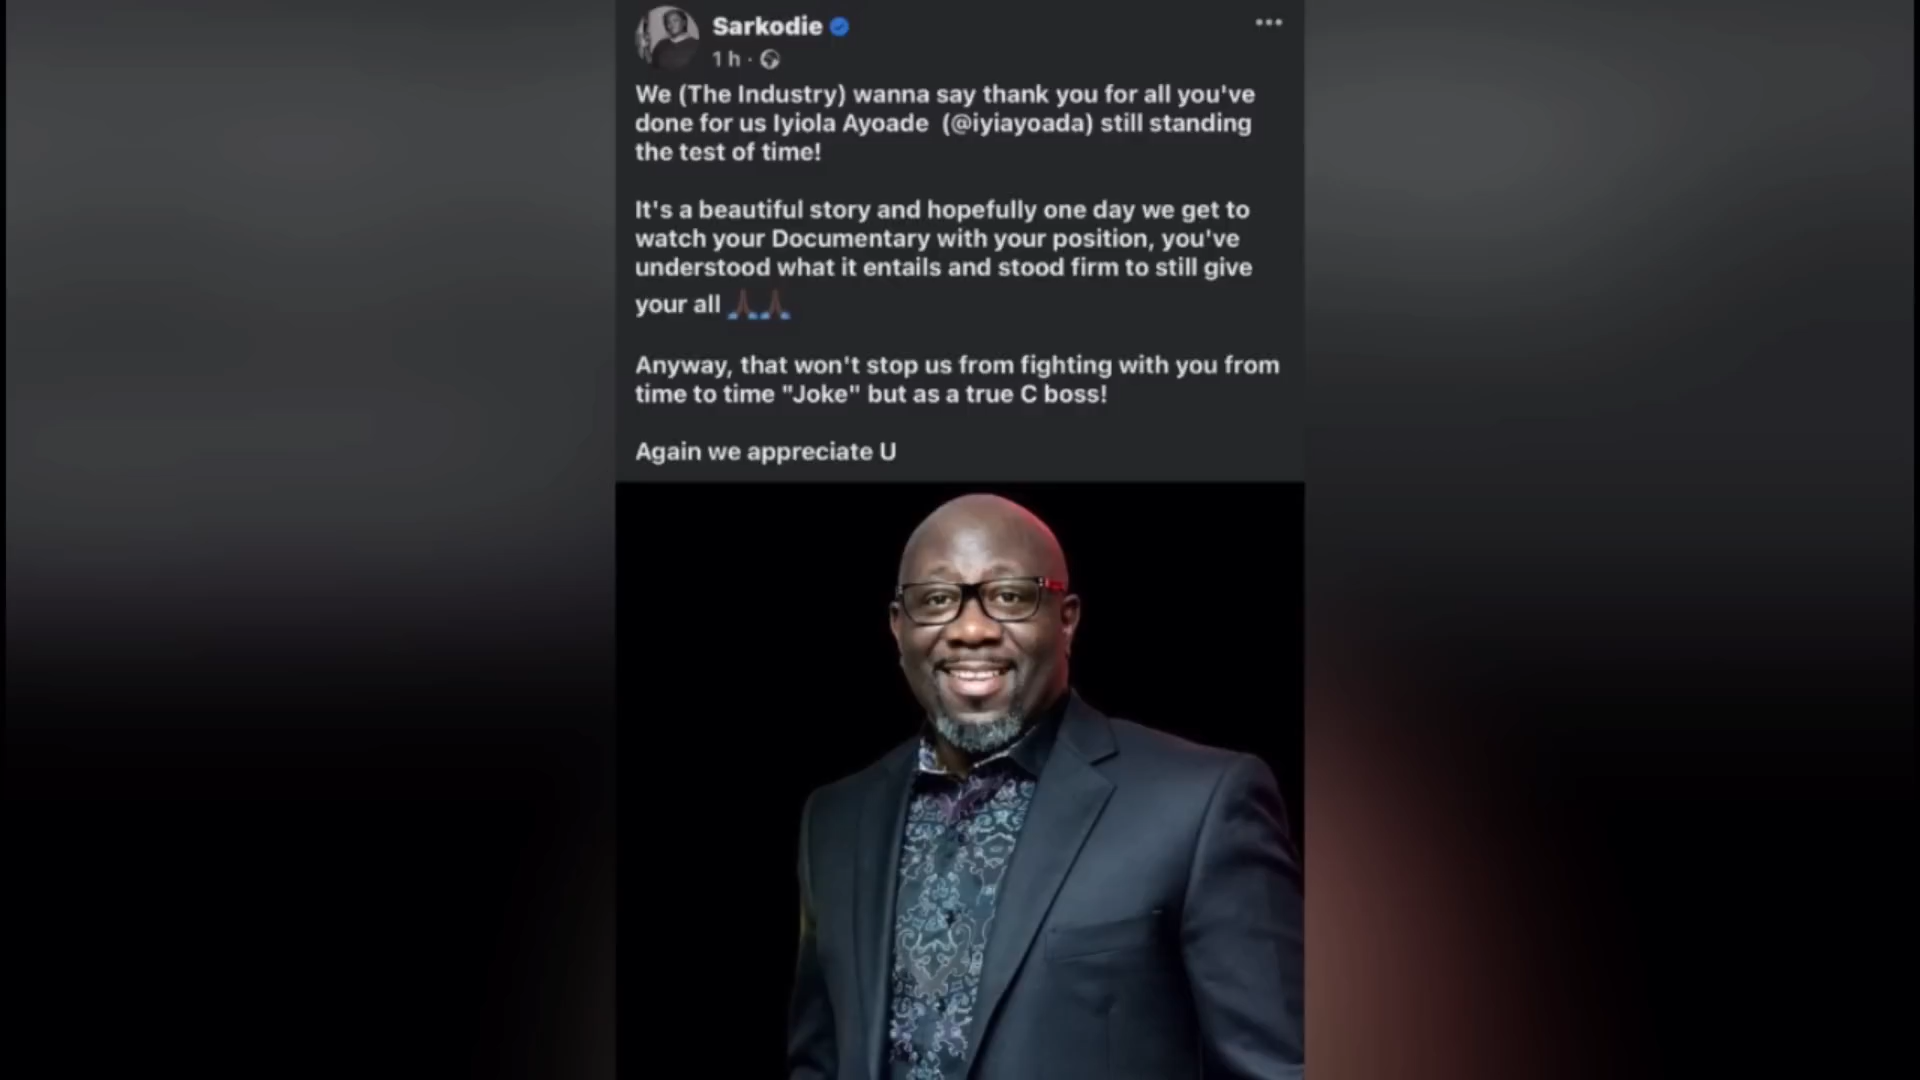 Sarkodie
1 h ·
We (The Industry) wanna say thank you for all you've
done for us Iyiola Ayoade (@iyiayoada) still standing
the test of time!
It's a beautiful story and hopefully one day we get to
watch your Documentary with your position, you've
understood what it entails and stood firm to still give
your all 🙏🏿🙏🏿
Anyway, that won't stop us from fighting with you from
time to time "Joke" but as a true C boss!
Again we appreciate U